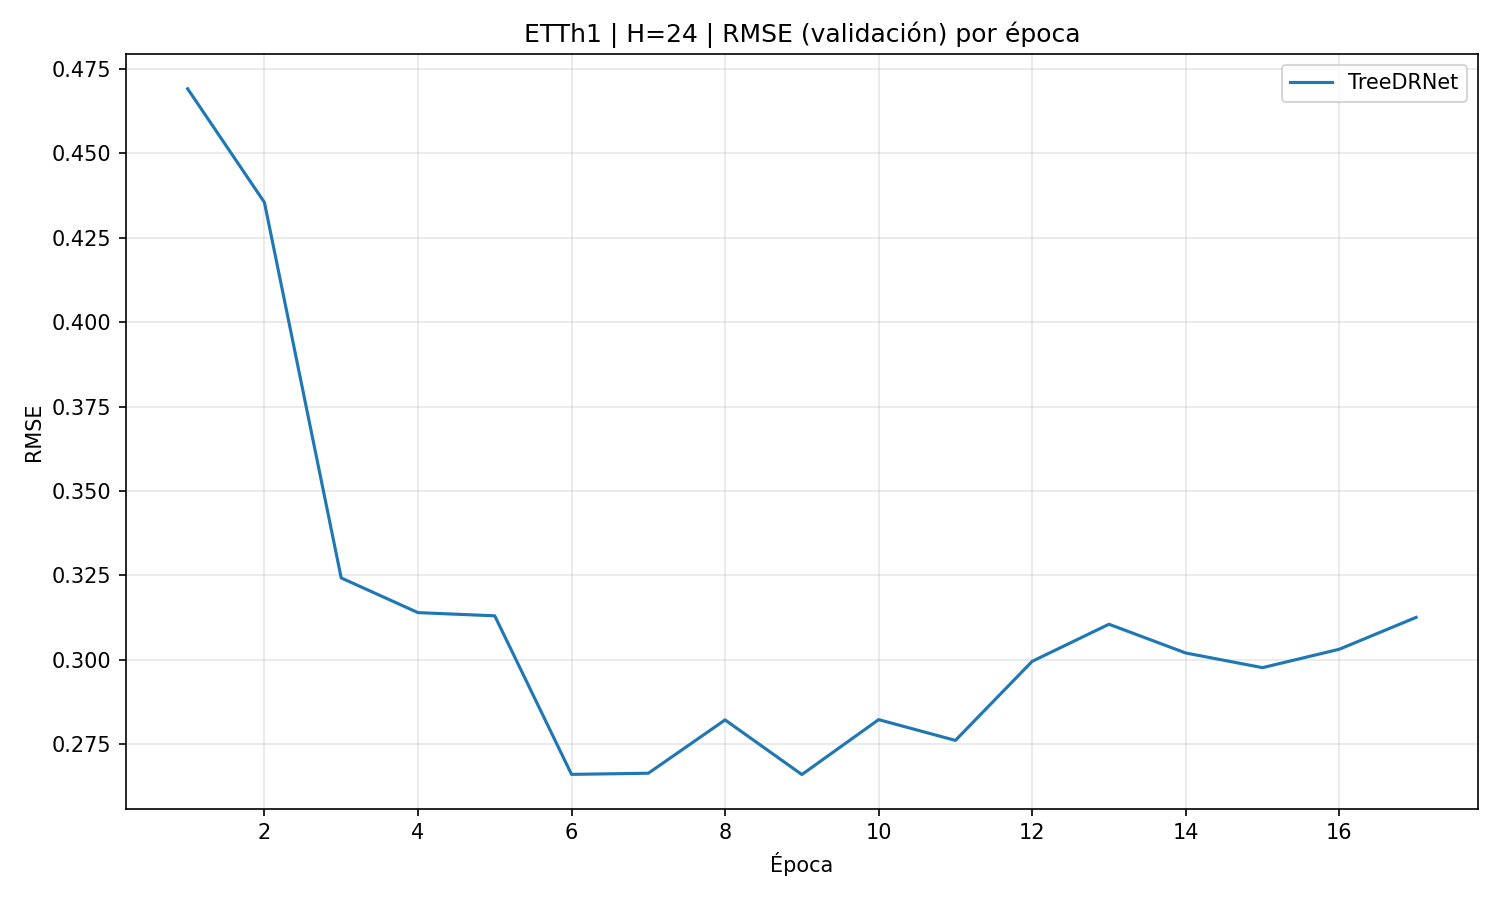 ETTh1 | H=24 | RMSE (validación) por época
TreeDRNet
0.475
0.450
0.425
0.400
0.375
0.350
0.325
0.300
0.275
RMSE
2 4 6 8 10 12 14 16
Época